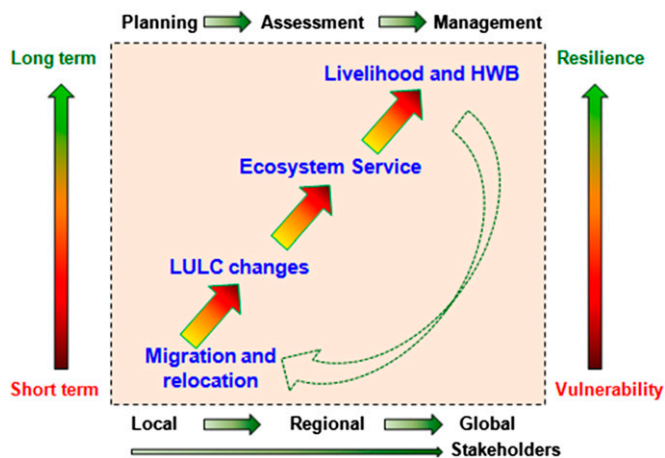 Planning Assessment Management
Long term
Resilience
Livelihood and HWB
Ecosystem Service
LULC changes
Migration and
relocation
Short term
Vulnerability
Local Regional Global
Stakeholders